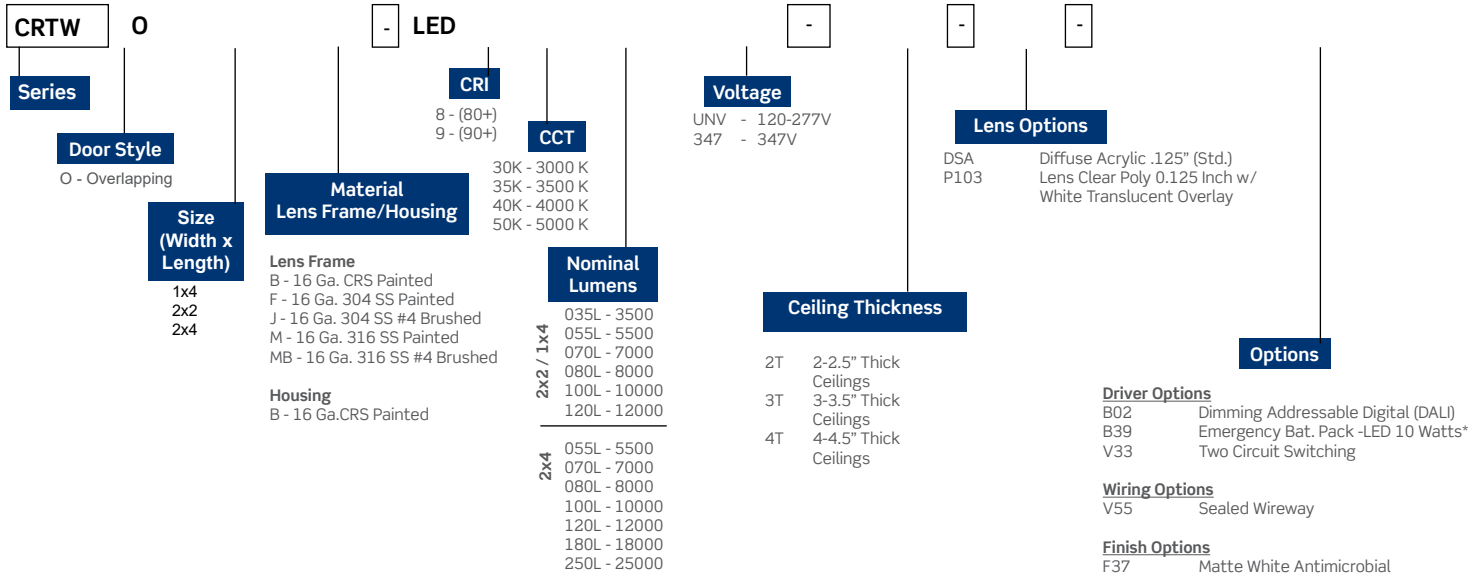 CRTW O - LED - - -
Series
Door Style
O - Overlapping
Size
(Width x
Length)
1x4
2x2
2x4
Material
Lens Frame/Housing
Lens Frame
B - 16 Ga. CRS Painted
F - 16 Ga. 304 SS Painted
J - 16 Ga. 304 SS #4 Brushed
M - 16 Ga. 316 SS Painted
MB - 16 Ga. 316 SS #4 Brushed
Housing
B - 16 Ga.CRS Painted
CRI
8 - (80+)
9 - (90+)
CCT
30K - 3000 K
35K - 3500 K
40K - 4000 K
50K - 5000 K
Nominal
Lumens
2x2 / 1x4
035L - 3500
055L - 5500
070L - 7000
080L - 8000
100L - 10000
120L - 12000
2x4
055L - 5500
070L - 7000
080L - 8000
100L - 10000
120L - 12000
180L - 18000
250L - 25000
Voltage
UNV - 120-277V
347 - 347V
Ceiling Thickness
2T 2-2.5” Thick
Ceilings
3T 3-3.5” Thick
Ceilings
4T 4-4.5” Thick
Ceilings
Lens Options
DSA Diffuse Acrylic .125” (Std.)
P103 Lens Clear Poly 0.125 Inch w/
White Translucent Overlay
Options
Driver Options
B02 Dimming Addressable Digital (DALI)
B39 Emergency Bat. Pack -LED 10 Watts*
V33 Two Circuit Switching
Wiring Options
V55 Sealed Wireway
Finish Options
F37 Matte White Antimicrobial